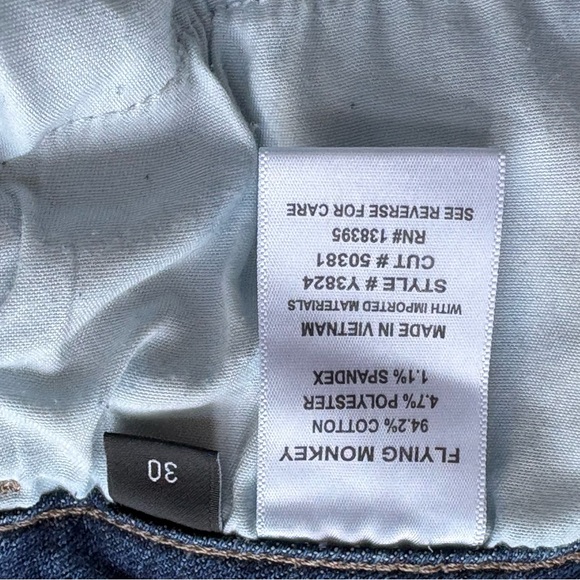 FLYING MONKEY
94.2% COTTON
4.7% POLYESTER
1.1% SPANDEX
MADE IN VIETNAM
WITH IMPORTED MATERIALS
STYLE # Y3824
CUT # 50381
RN# 138395
SEE REVERSE FOR CARE
30